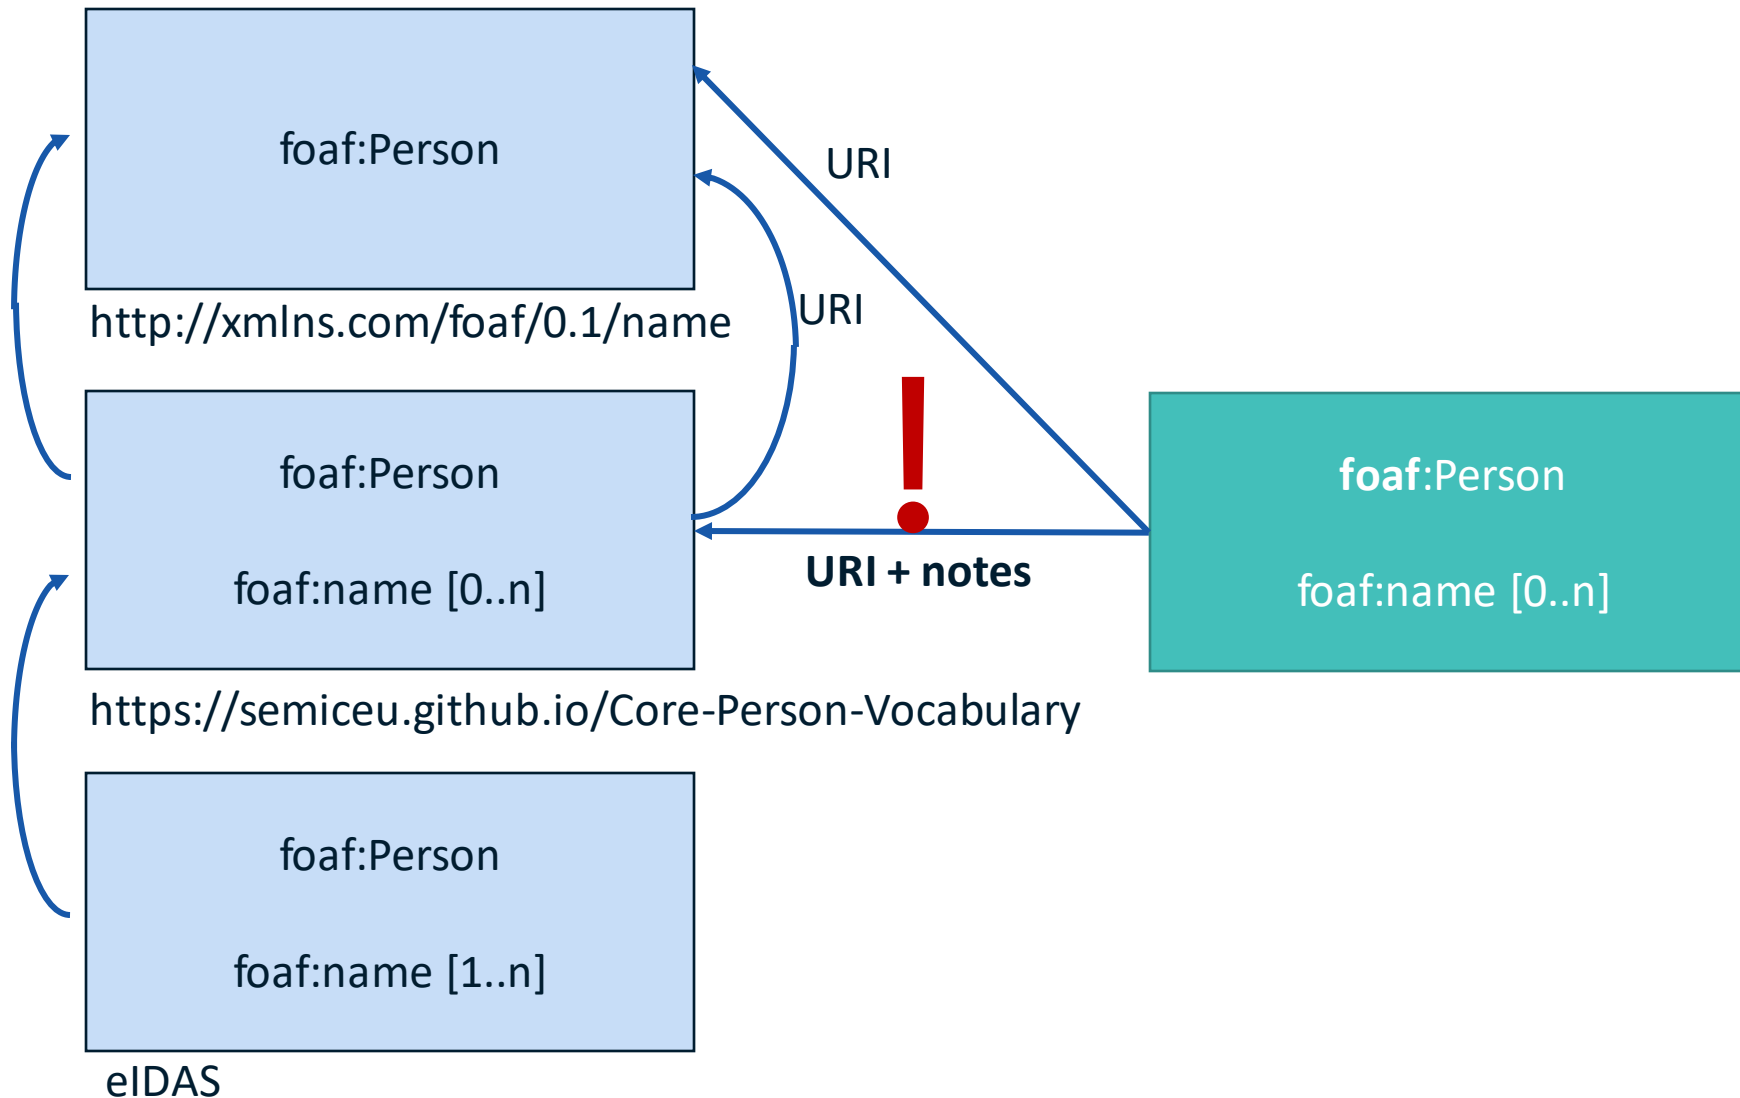 foaf:Person
http://xmlns.com/foaf/0.1/name
URI
URI
foaf:Person
foaf:name [0..n]
https://semiceu.github.io/Core-Person-Vocabulary
URI + notes
foaf:Person
foaf:name [0..n]
foaf:Person
foaf:name [1..n]
eIDAS